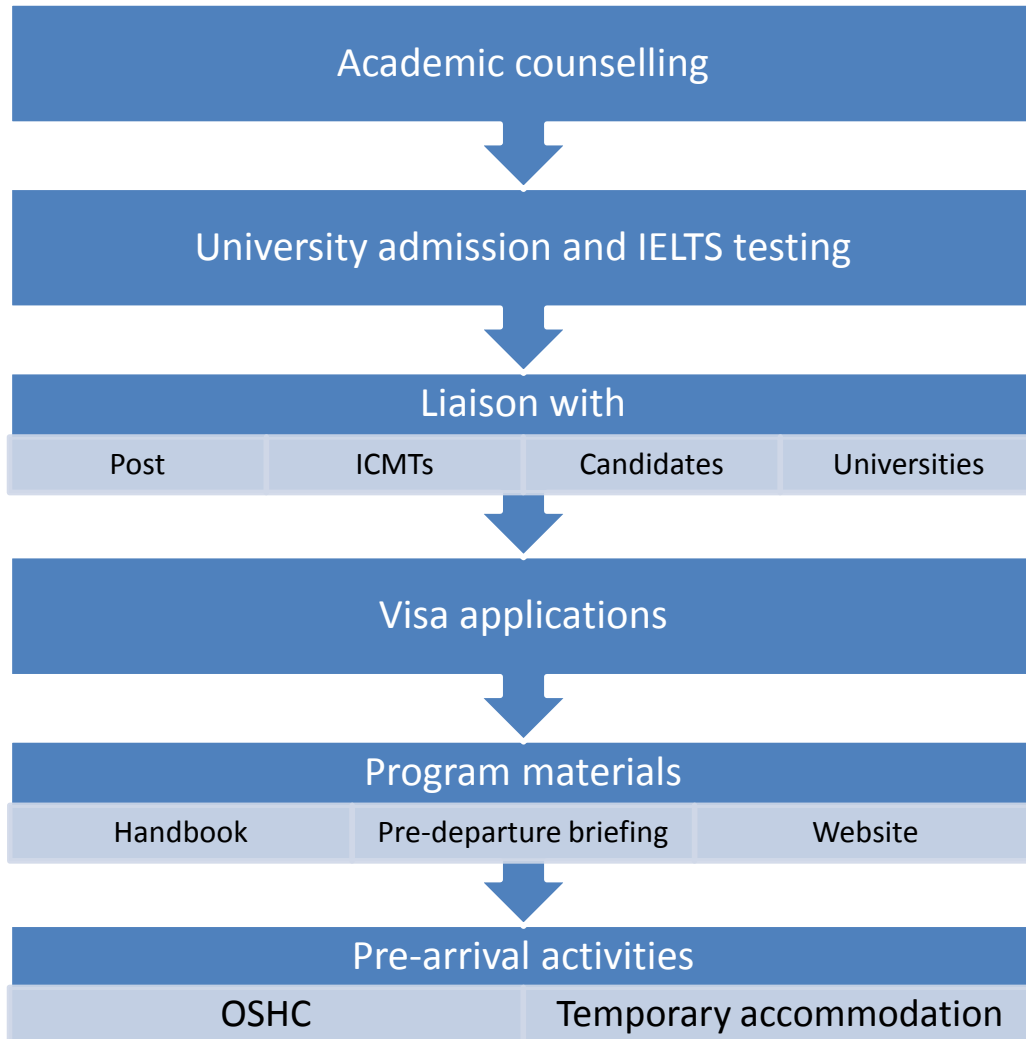 Academic counselling
University admission and IELTS testing
Liaison with
Post ICMTs Candidates Universities
Visa applications
Program materials
Handbook Pre-departure briefing Website
Pre-arrival activities
OSHC Temporary accommodation